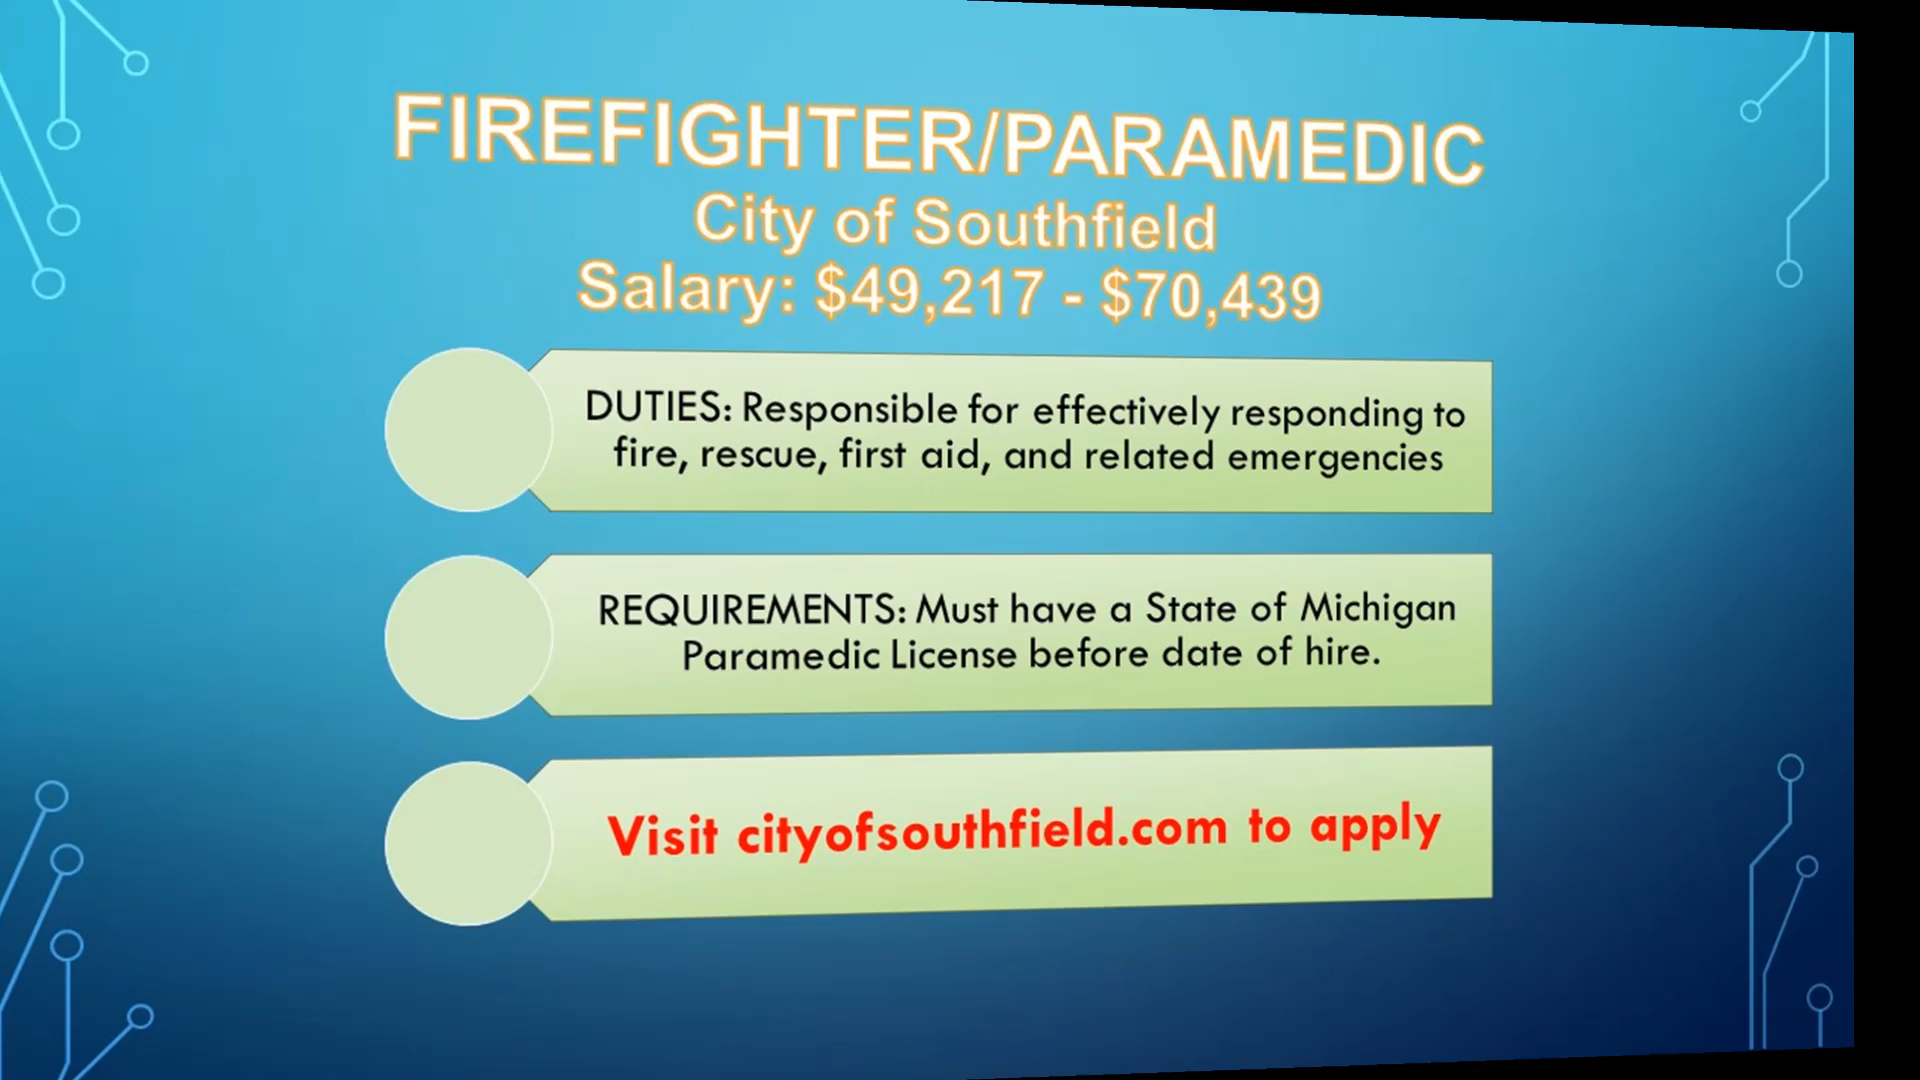 FIREFIGHTER/PARAMEDIC
City of Southfield
Salary: $49,217 - $70,439
DUTIES: Responsible for effectively responding to
fire, rescue, first aid, and related emergencies
REQUIREMENTS: Must have a State of Michigan
Paramedic License before date of hire.
Visit cityofsouthfield.com to apply